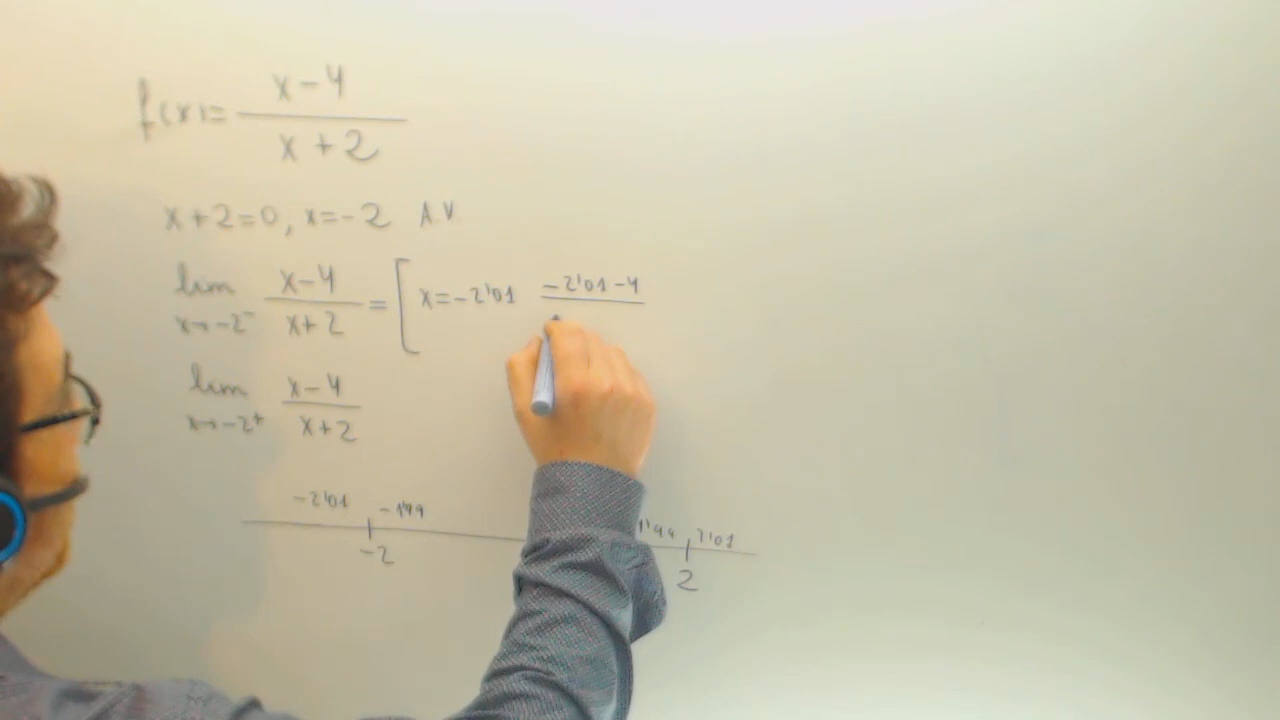 f(x)= x-4 / x+2
x+2=0, x=-2 A.V.
lim x→-2⁻ x-4 / x+2 = [ x=-2'01 -2'01-4
lim x→-2⁺ x-4 / x+2
-2'01 -1'99 1'99 2'01
-2 2